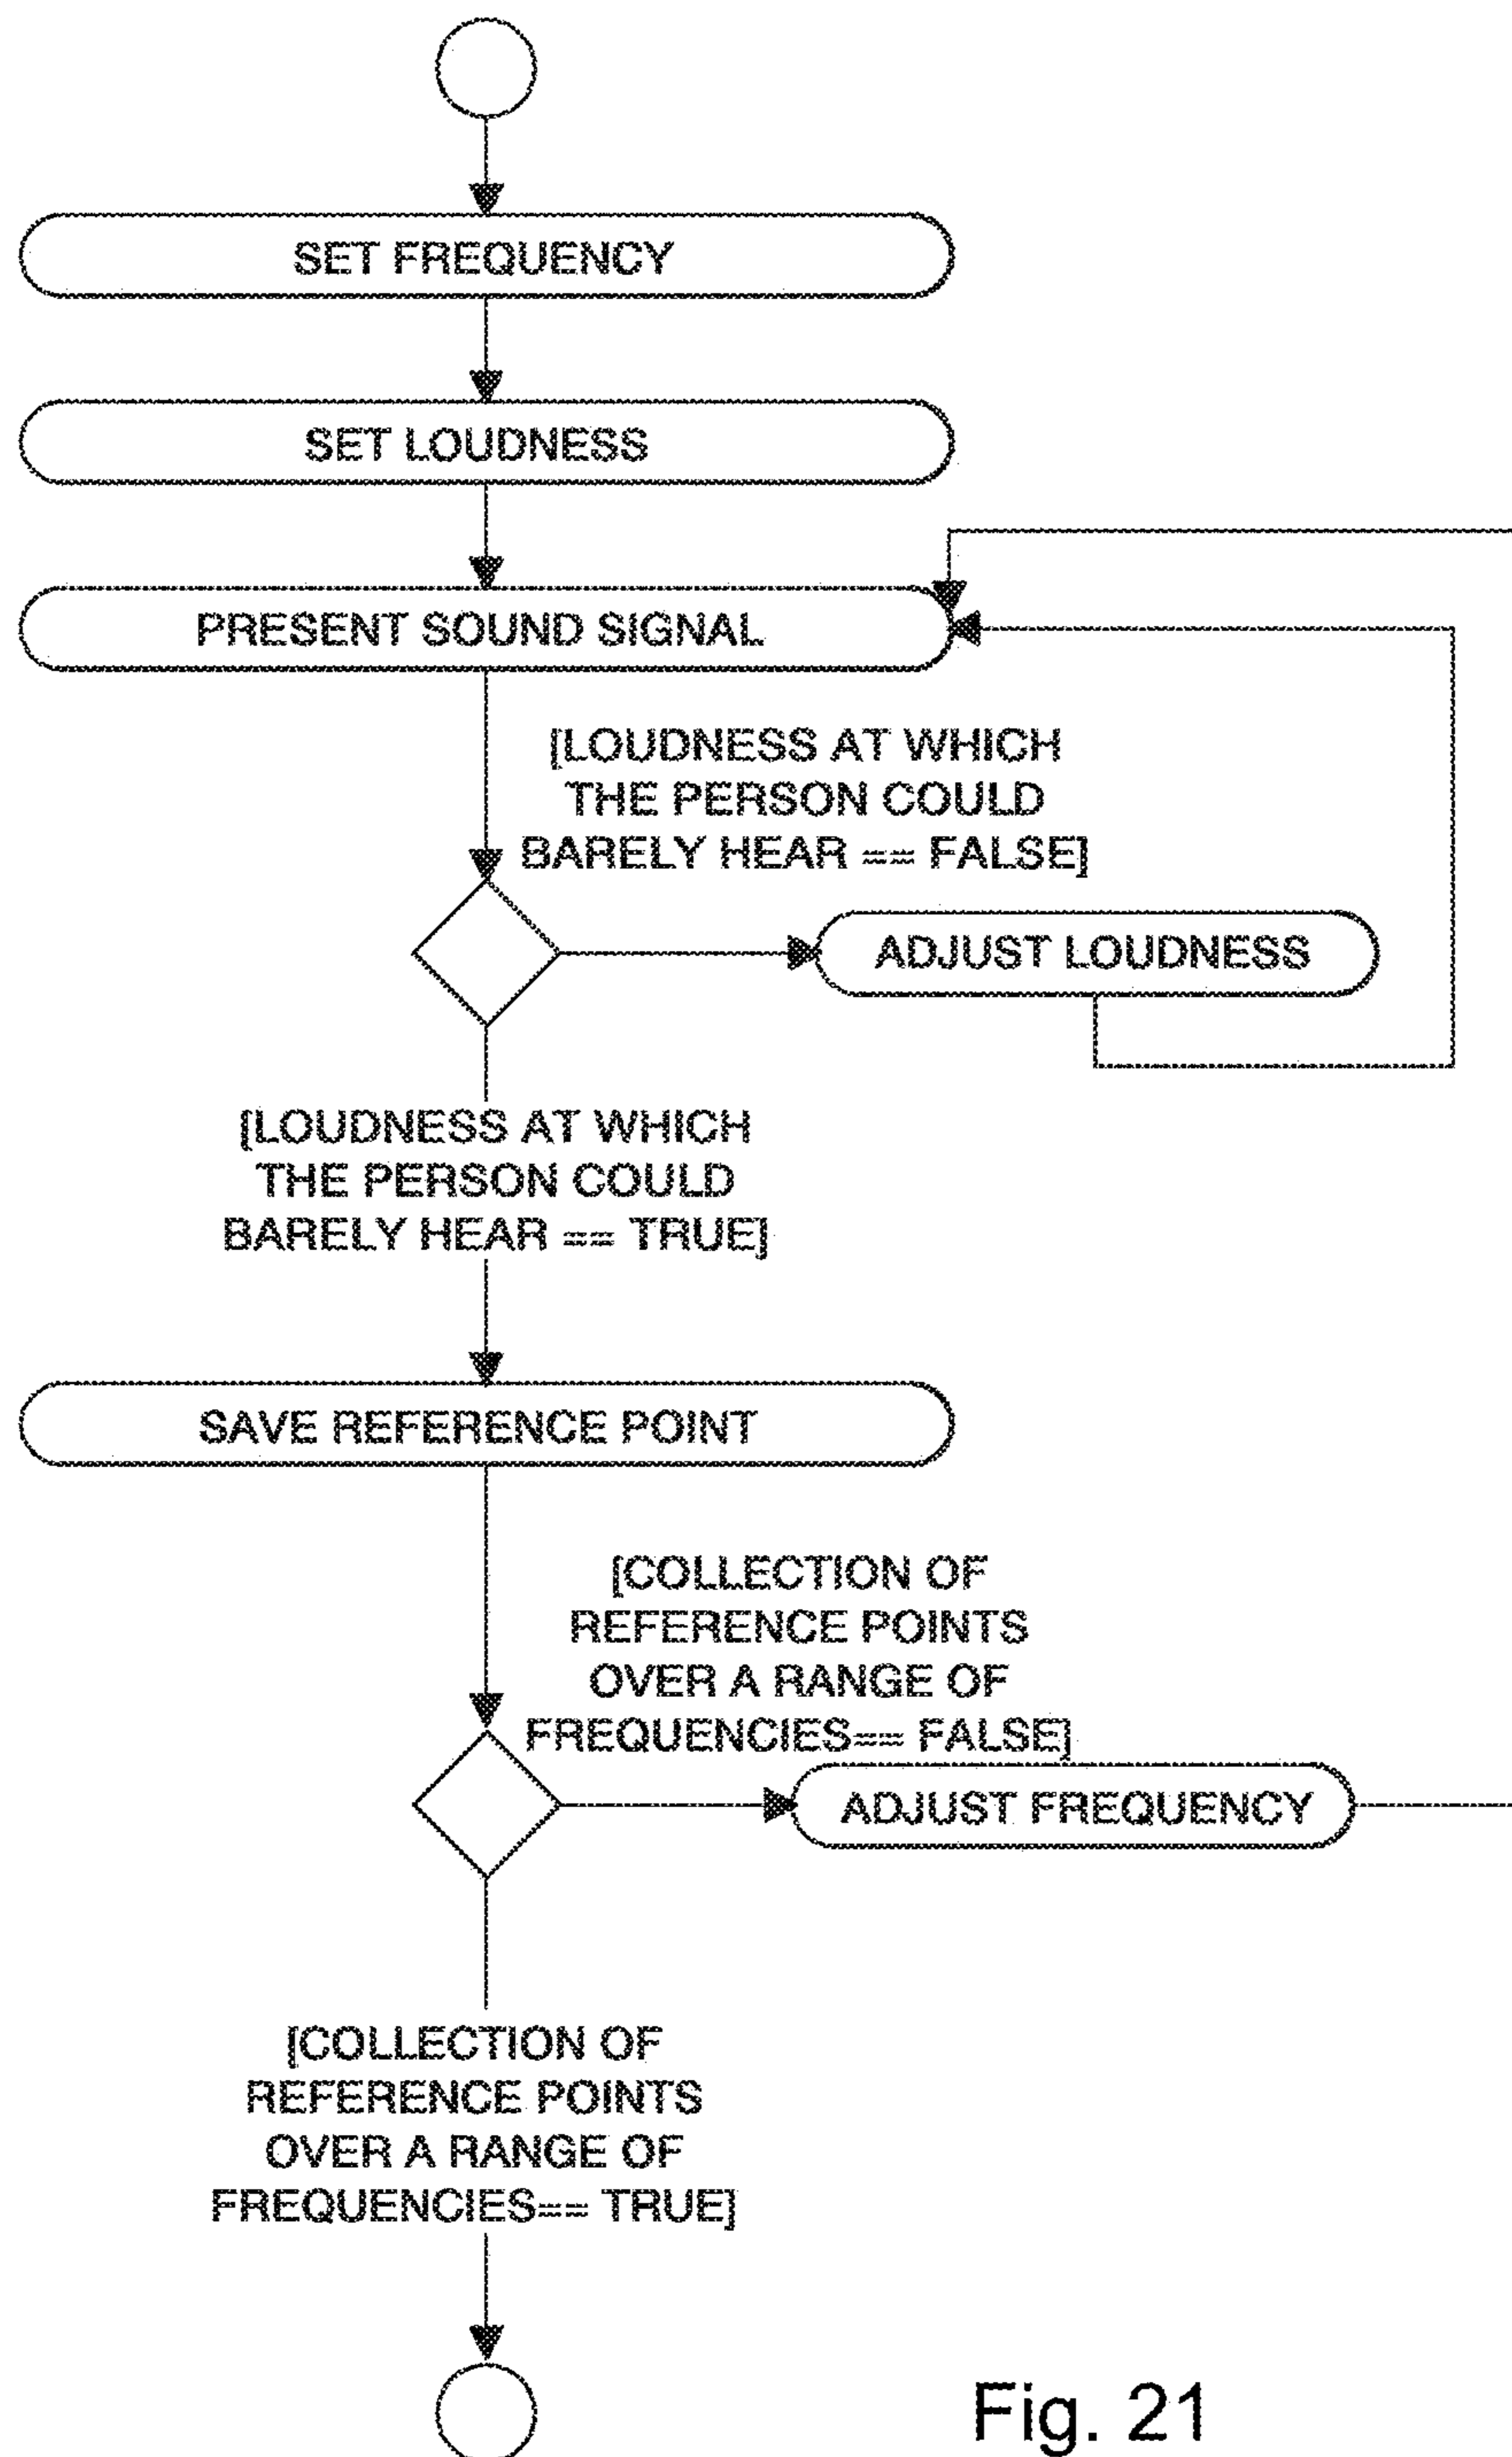 SET FREQUENCY
SET LOUDNESS
PRESENT SOUND SIGNAL
[LOUDNESS AT WHICH
THE PERSON COULD
BARELY HEAR == FALSE]
ADJUST LOUDNESS
[LOUDNESS AT WHICH
THE PERSON COULD
BARELY HEAR == TRUE]
SAVE REFERENCE POINT
[COLLECTION OF
REFERENCE POINTS
OVER A RANGE OF
FREQUENCIES== FALSE]
ADJUST FREQUENCY
[COLLECTION OF
REFERENCE POINTS
OVER A RANGE OF
FREQUENCIES== TRUE]
Fig. 21